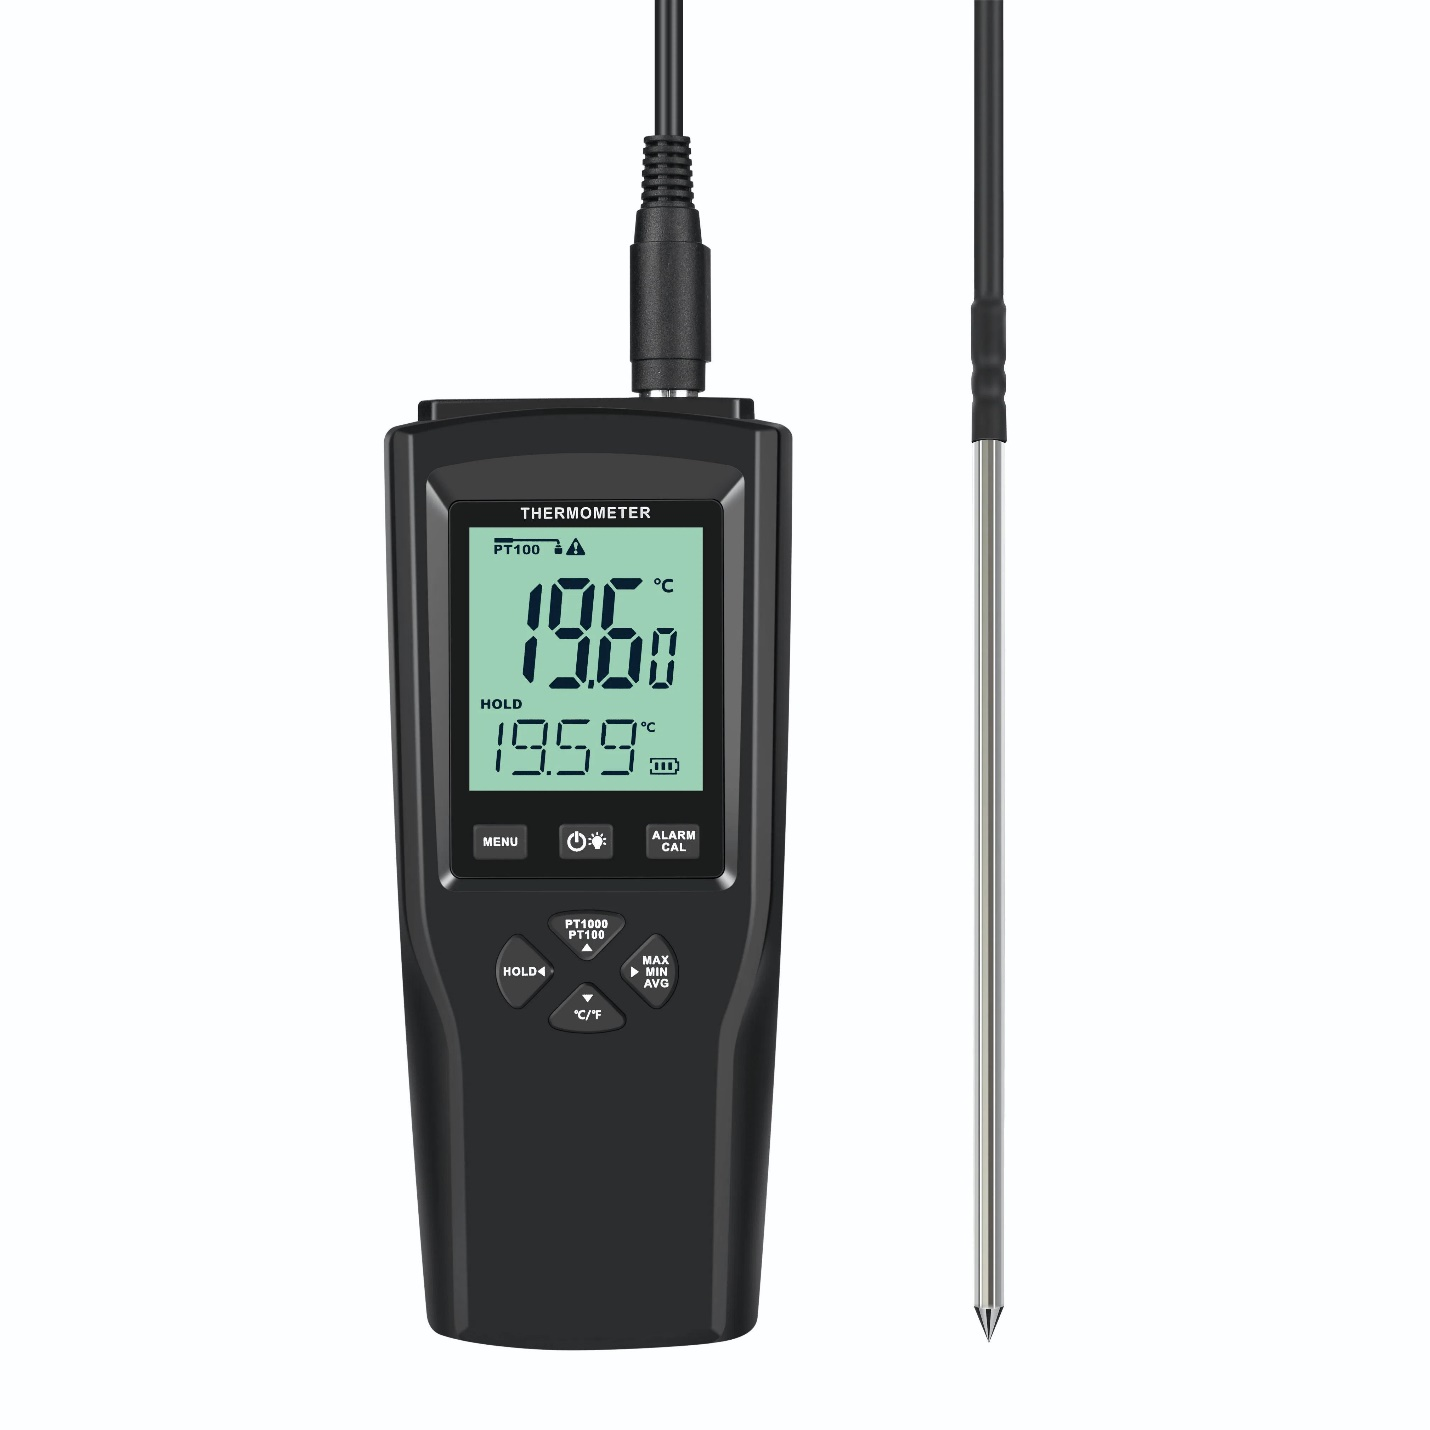 THERMOMETER
PT100
19.60 °C
HOLD
19.59 °C
MENU
ALARM
CAL
PT1000
PT100
HOLD
MAX
MIN
AVG
°C/°F